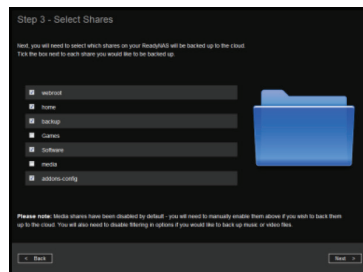 Step 3 - Select Shares
Next, you will need to select which shares on your ReadyNAS will be backed up to the cloud.
Tick the box next to each share you would like to be backed up.
webroot
home
backup
Games
Software
media
addons-config
Please note: Media shares have been disabled by default - you will need to manually enable them above if you wish to back them
up to the cloud. You will also need to disable filtering in options if you would like to back up music or video files.
< Back
Next >